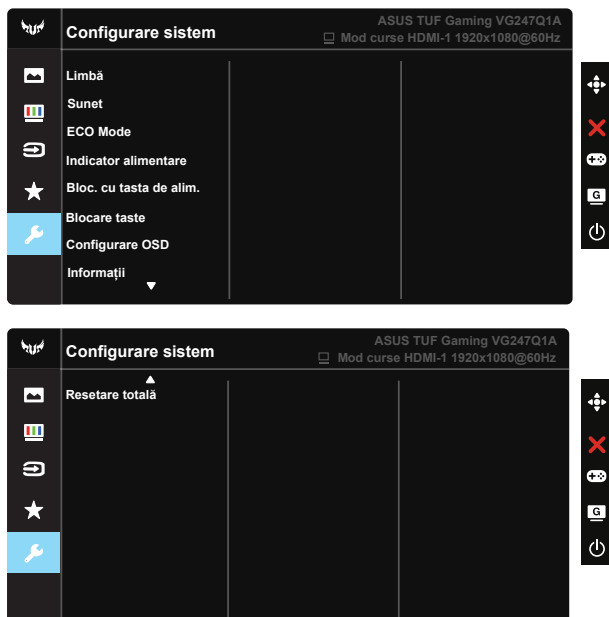 Configurare sistem
ASUS TUF Gaming VG247Q1A
Mod curse HDMI-1 1920x1080@60Hz
Limbă
Sunet
ECO Mode
Indicator alimentare
Bloc. cu tasta de alim.
Blocare taste
Configurare OSD
Informații
G
Configurare sistem
ASUS TUF Gaming VG247Q1A
Mod curse HDMI-1 1920x1080@60Hz
Resetare totală
G